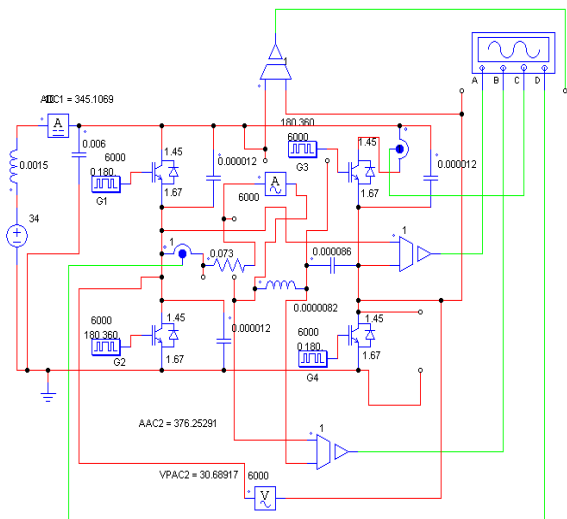 A B C D
1
ADC1 = 345.1069
A
180.360
0.006
1.45
6000
1.45
0.0015
6000
0.000012
G3
0.000012
0.180
1.67
A
1.67
G1
6000
34
1
1
0.073
0.000086
0.0000082
6000
1.45
1.45
180.360
0.000012
6000
0.180
G2
1.67
1.67
G4
AAC2 = 376.25291
1
VPAC2 = 30.68917
6000
V